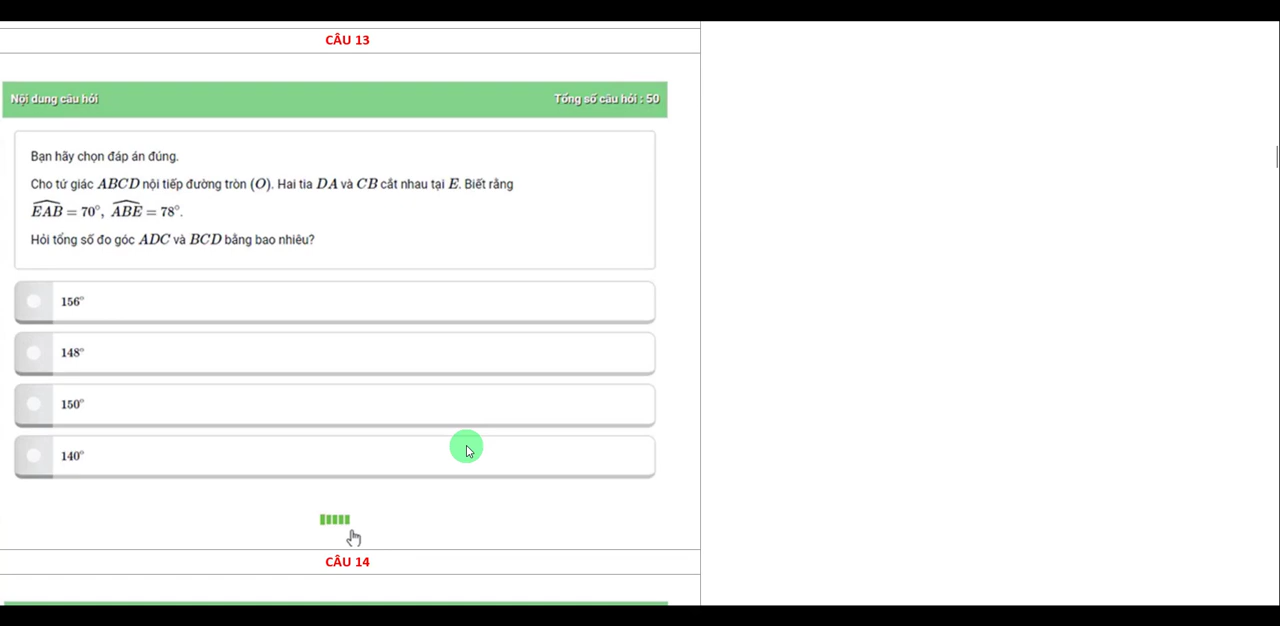 CÂU 13
Nội dung câu hỏi
Tổng số câu hỏi : 50
Bạn hãy chọn đáp án đúng.
Cho tứ giác ABCD nội tiếp đường tròn (O). Hai tia DA và CB cắt nhau tại E. Biết rằng
\widehat{EAB} = 70°, \widehat{ABE} = 78°.
Hỏi tổng số đo góc ADC và BCD bằng bao nhiêu?
156°
148°
150°
140°
CÂU 14